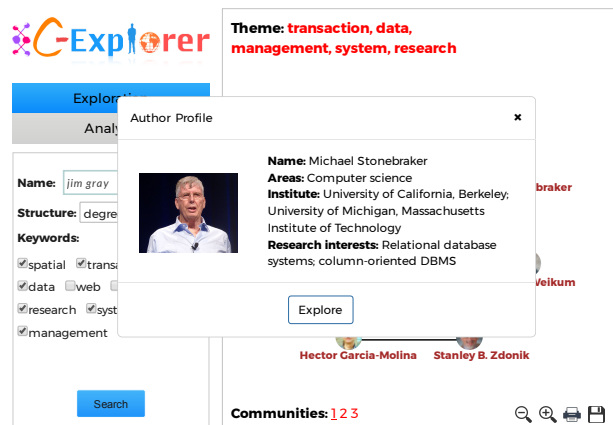 C-Explorer
Theme: transaction, data,
management, system, research
Exploration
Analy
Author Profile
×
Name: Michael Stonebraker
Areas: Computer science
Institute: University of California, Berkeley;
University of Michigan, Massachusetts
Institute of Technology
Research interests: Relational database
systems; column-oriented DBMS
Explore
Name: jim gray
Structure: degre
Keywords:
spatial transa
data web
research syst
management
Search
braker
Weikum
Hector Garcia-Molina Stanley B. Zdonik
Communities: 1 2 3